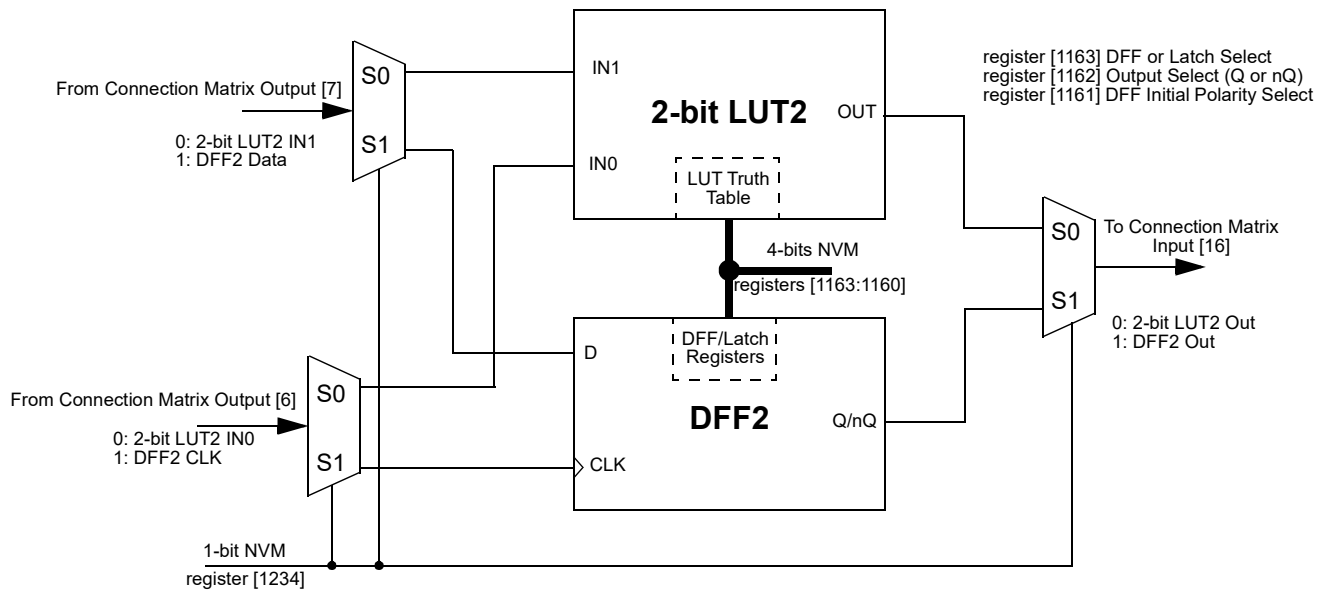 From Connection Matrix Output [7]
0: 2-bit LUT2 IN1
1: DFF2 Data
S0
S1
IN1
2-bit LUT2
OUT
IN0
LUT Truth
Table
register [1163] DFF or Latch Select
register [1162] Output Select (Q or nQ)
register [1161] DFF Initial Polarity Select
4-bits NVM
registers [1163:1160]
S0
S1
To Connection Matrix
Input [16]
0: 2-bit LUT2 Out
1: DFF2 Out
From Connection Matrix Output [6]
0: 2-bit LUT2 IN0
1: DFF2 CLK
S0
S1
D
DFF/Latch
Registers
DFF2
Q/nQ
CLK
1-bit NVM
register [1234]